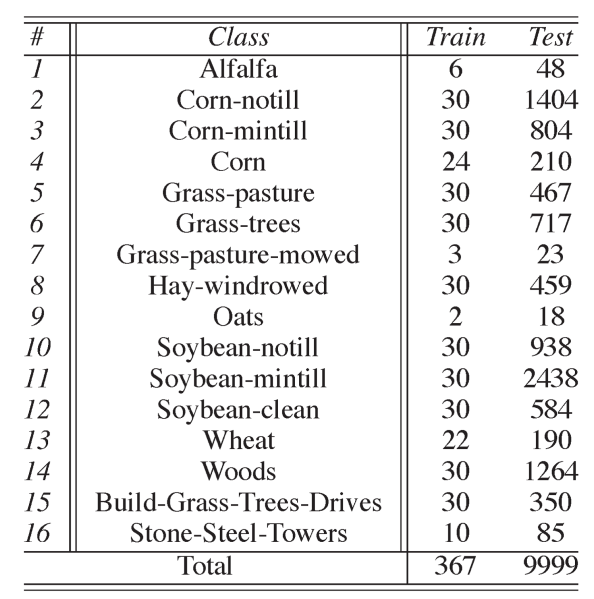 # Class Train Test
1 Alfalfa 6 48
2 Corn-notill 30 1404
3 Corn-mintill 30 804
4 Corn 24 210
5 Grass-pasture 30 467
6 Grass-trees 30 717
7 Grass-pasture-mowed 3 23
8 Hay-windrowed 30 459
9 Oats 2 18
10 Soybean-notill 30 938
11 Soybean-mintill 30 2438
12 Soybean-clean 30 584
13 Wheat 22 190
14 Woods 30 1264
15 Build-Grass-Trees-Drives 30 350
16 Stone-Steel-Towers 10 85
Total 367 9999